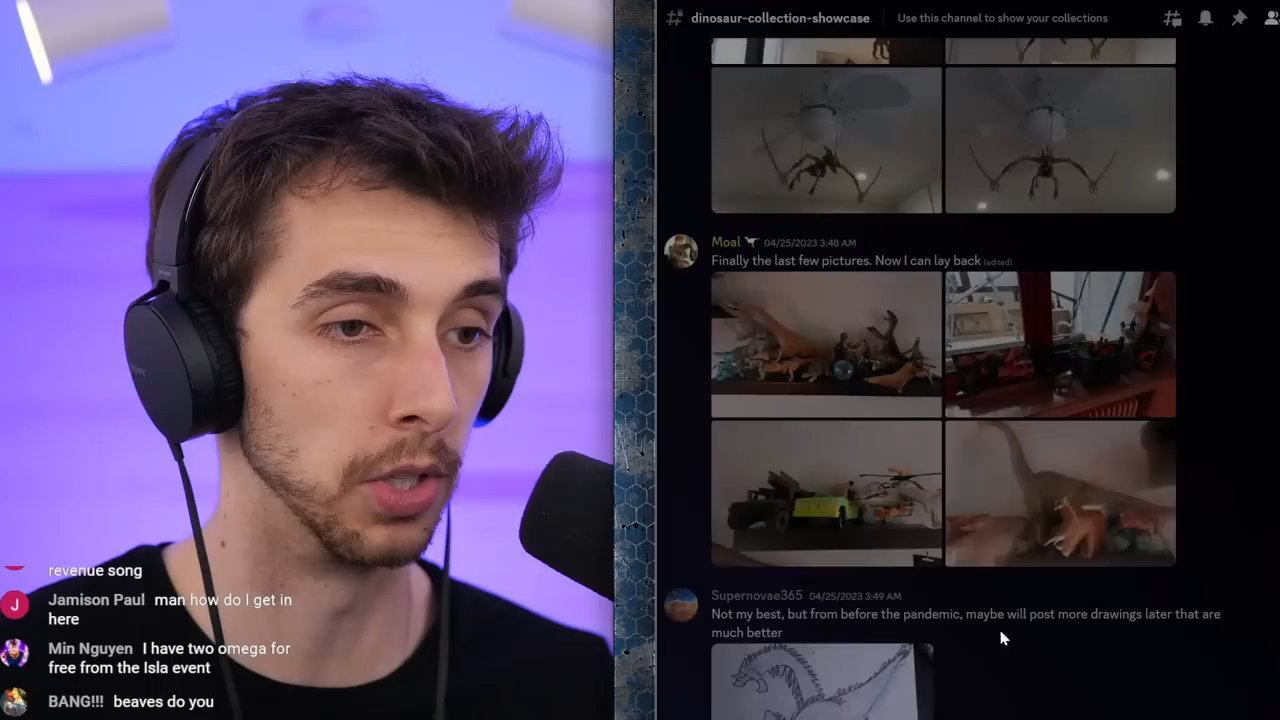 dinosaur-collection-showcase
Use this channel to show your collections
Moal 04/25/2023 3:48 AM
Finally the last few pictures. Now I can lay back (edited)
Supernovae365 04/25/2023 3:49 AM
Not my best, but from before the pandemic, maybe will post more drawings later that are
much better
SONY
revenue song
J
Jamison Paul man how do I get in
here
Min Nguyen I have two omega for
free from the Isla event
BANG!!! beaves do you